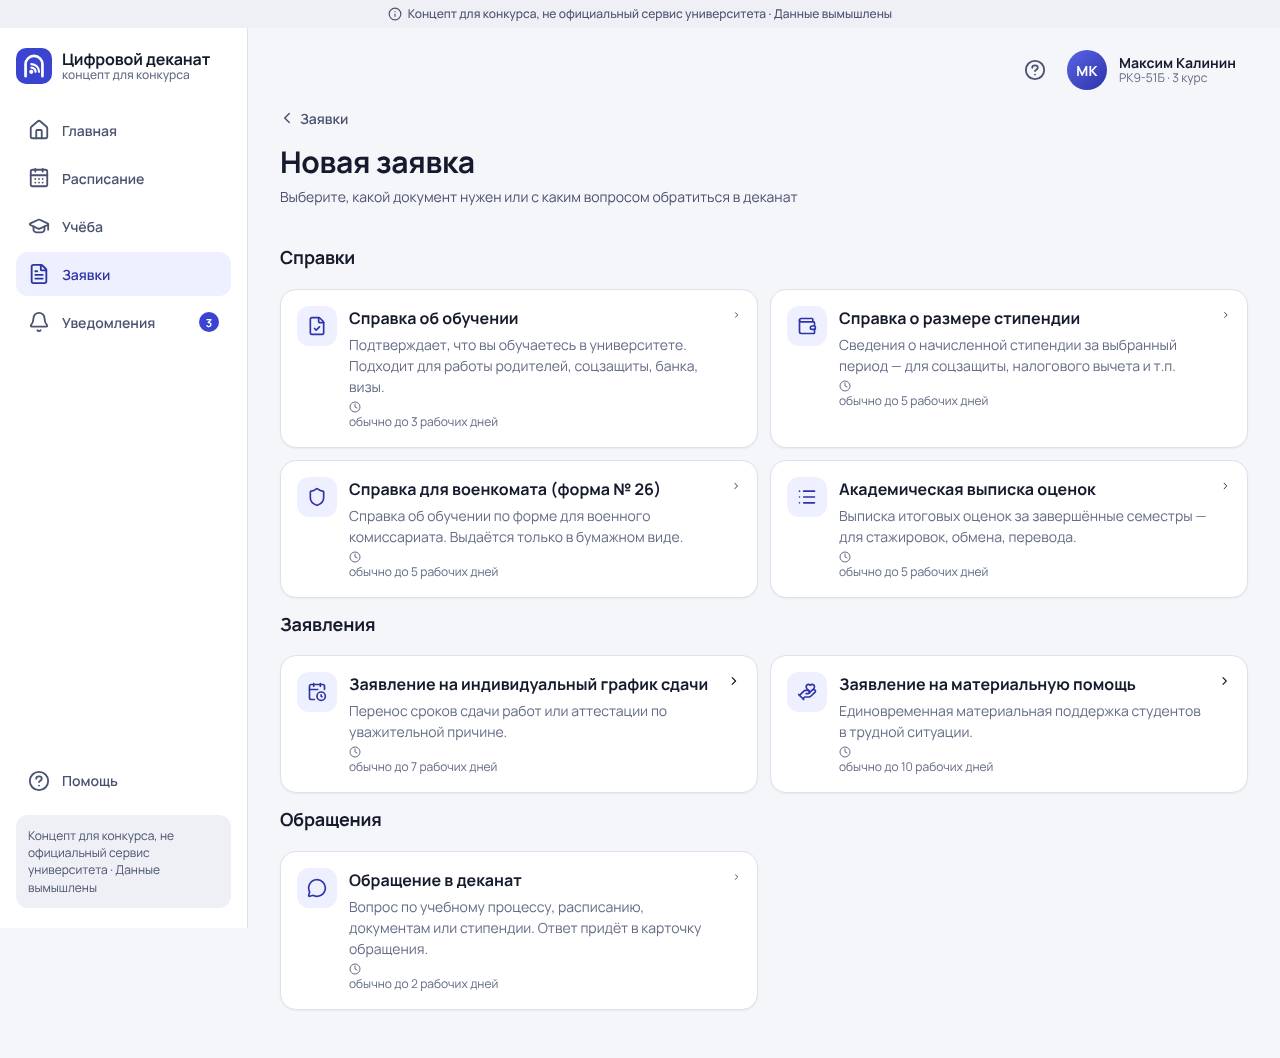 Концепт для конкурса, не официальный сервис университета · Данные вымышлены
Цифровой деканат
концепт для конкурса
Главная
Расписание
Учёба
Заявки
Уведомления
3
Помощь
Концепт для конкурса, не
официальный сервис
университета · Данные
вымышлены
МК
Максим Калинин
РК9-51Б · 3 курс
Заявки
Новая заявка
Выберите, какой документ нужен или с каким вопросом обратиться в деканат
Справки
Справка об обучении
Подтверждает, что вы обучаетесь в университете.
Подходит для работы родителей, соцзащиты, банка,
визы.
обычно до 3 рабочих дней
Справка о размере стипендии
Сведения о начисленной стипендии за выбранный
период — для соцзащиты, налогового вычета и т.п.
обычно до 5 рабочих дней
Справка для военкомата (форма № 26)
Справка об обучении по форме для военного
комиссариата. Выдаётся только в бумажном виде.
обычно до 5 рабочих дней
Академическая выписка оценок
Выписка итоговых оценок за завершённые семестры —
для стажировок, обмена, перевода.
обычно до 5 рабочих дней
Заявления
Заявление на индивидуальный график сдачи
Перенос сроков сдачи работ или аттестации по
уважительной причине.
обычно до 7 рабочих дней
Заявление на материальную помощь
Единовременная материальная поддержка студентов
в трудной ситуации.
обычно до 10 рабочих дней
Обращения
Обращение в деканат
Вопрос по учебному процессу, расписанию,
документам или стипендии. Ответ придёт в карточку
обращения.
обычно до 2 рабочих дней